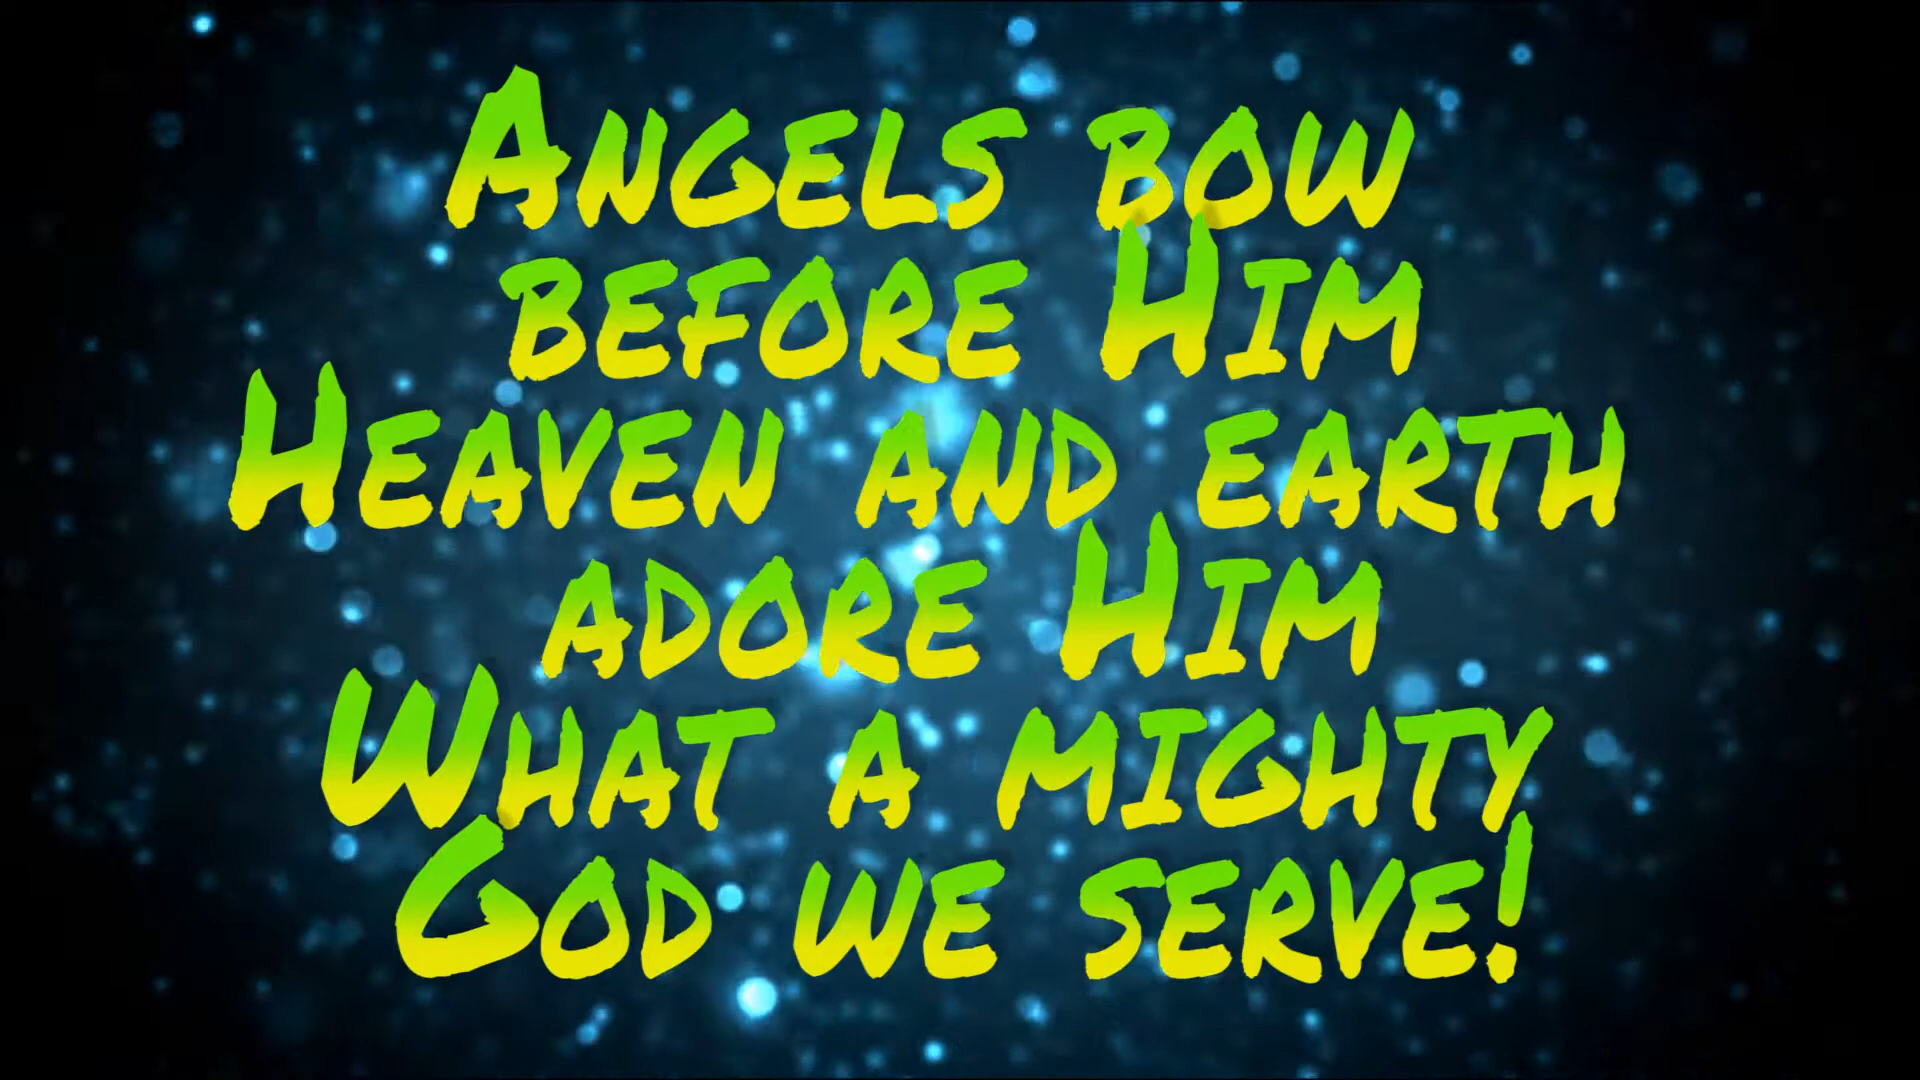 Angels bow
before Him
Heaven and earth
adore Him
What a mighty
God we serve!